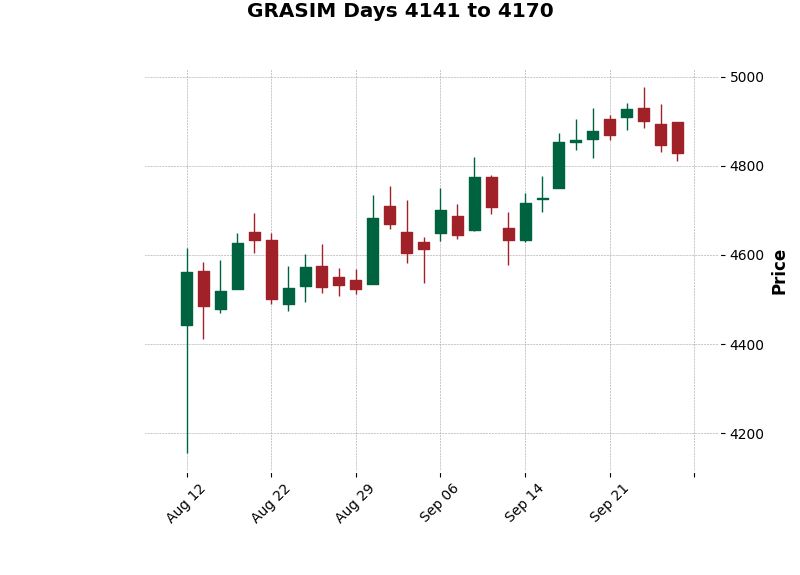 GRASIM Days 4141 to 4170
5000
4800
4600
4400
4200
Price
Aug 12
Aug 22
Aug 29
Sep 06
Sep 14
Sep 21